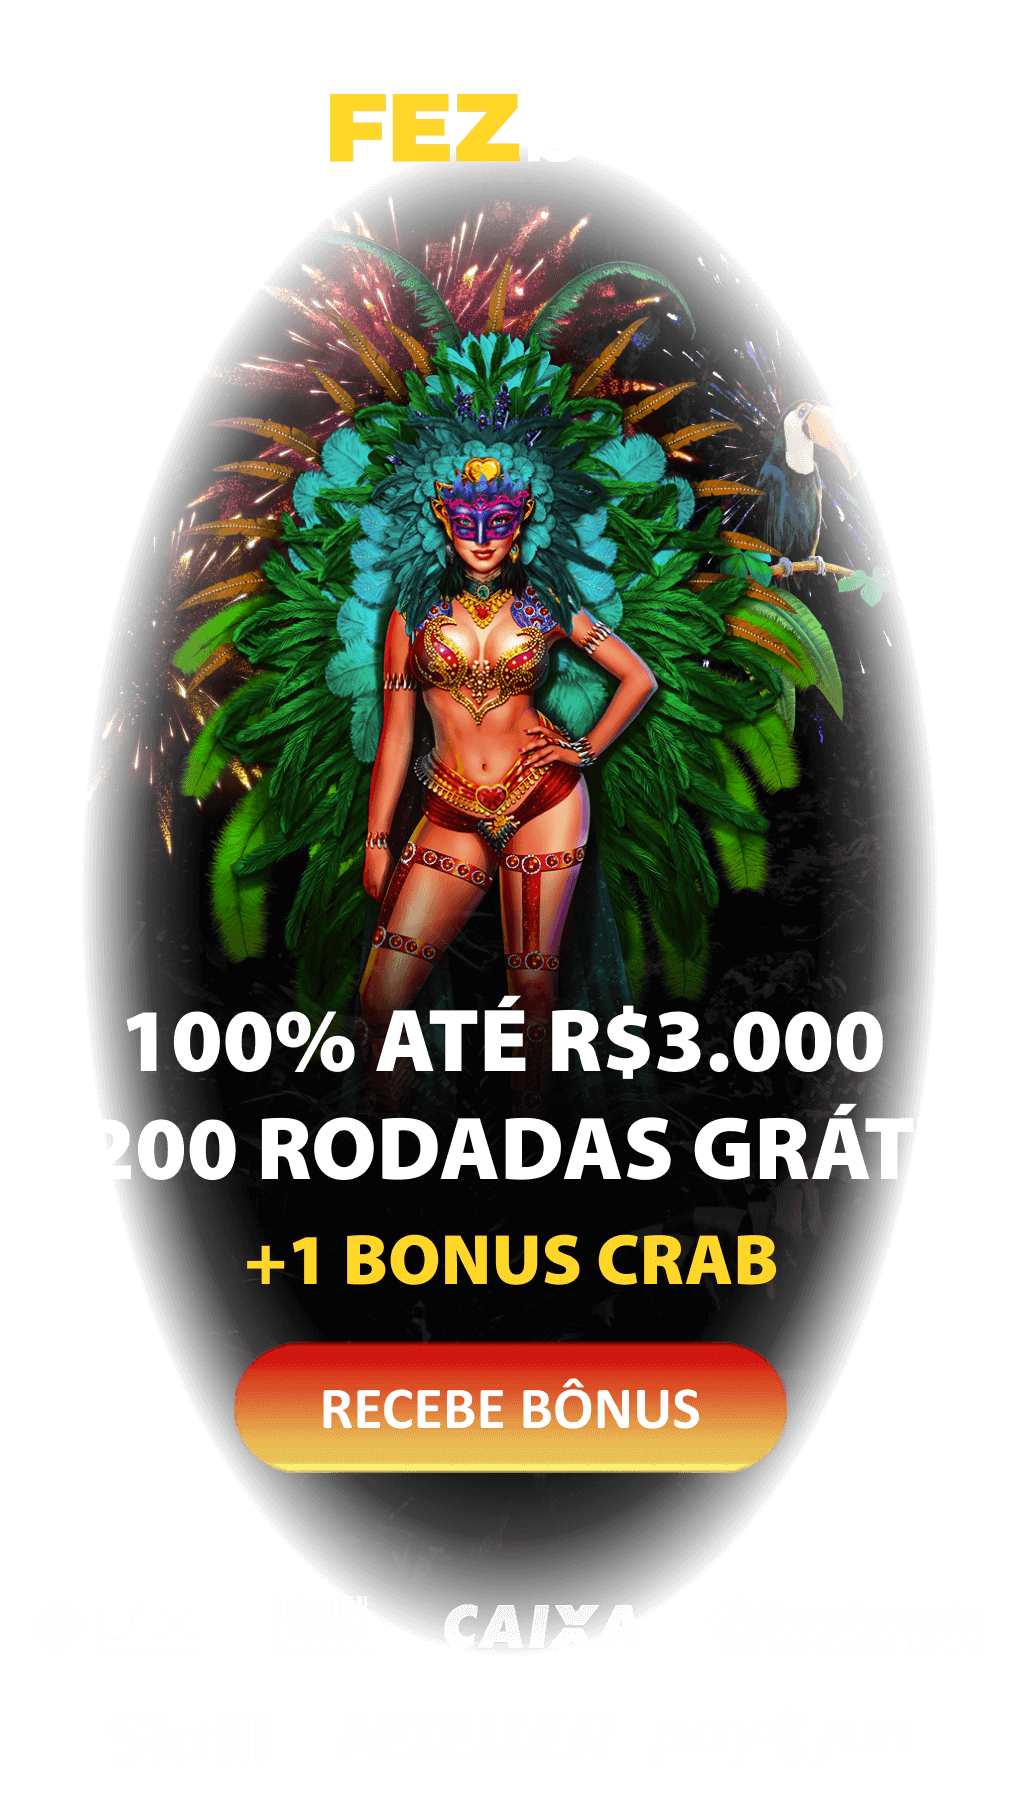 FEZ
100% ATÉ R$3.000
200 RODADAS GRÁT
+1 BONUS CRAB
RECEBE BÔNUS
CAIXA